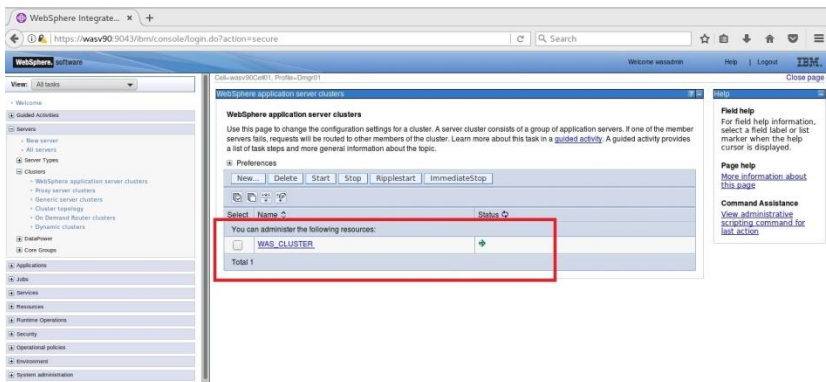 WebSphere Integrate...
https://wasv90:9043/ibm/console/login.do?action=secure
Search
WebSphere. software
Welcome wasadmin
Help | Logout
IBM.
View: All tasks
Cell=wasv90Cell01, Profile=Dmgr01
Close page
Welcome
Guided Activities
Servers
New server
All servers
Server Types
Clusters
WebSphere application server clusters
Proxy server clusters
Generic server clusters
Cluster topology
On Demand Router clusters
Dynamic clusters
DataPower
Core Groups
Applications
Jobs
Services
Resources
Runtime Operations
Security
Operational policies
Environment
System administration
WebSphere application server clusters
WebSphere application server clusters
Use this page to change the configuration settings for a cluster. A server cluster consists of a group of application servers. If one of the member
servers fails, requests will be routed to other members of the cluster. Learn more about this task in a guided activity. A guided activity provides
a list of task steps and more general information about the topic.
Preferences
New... Delete Start Stop Ripplestart ImmediateStop
Select Name Status
You can administer the following resources:
WAS_CLUSTER
Total 1
Help
Field help
For field help information,
select a field label or list
marker when the help
cursor is displayed.
Page help
More information about
this page
Command Assistance
View administrative
scripting command for
last action